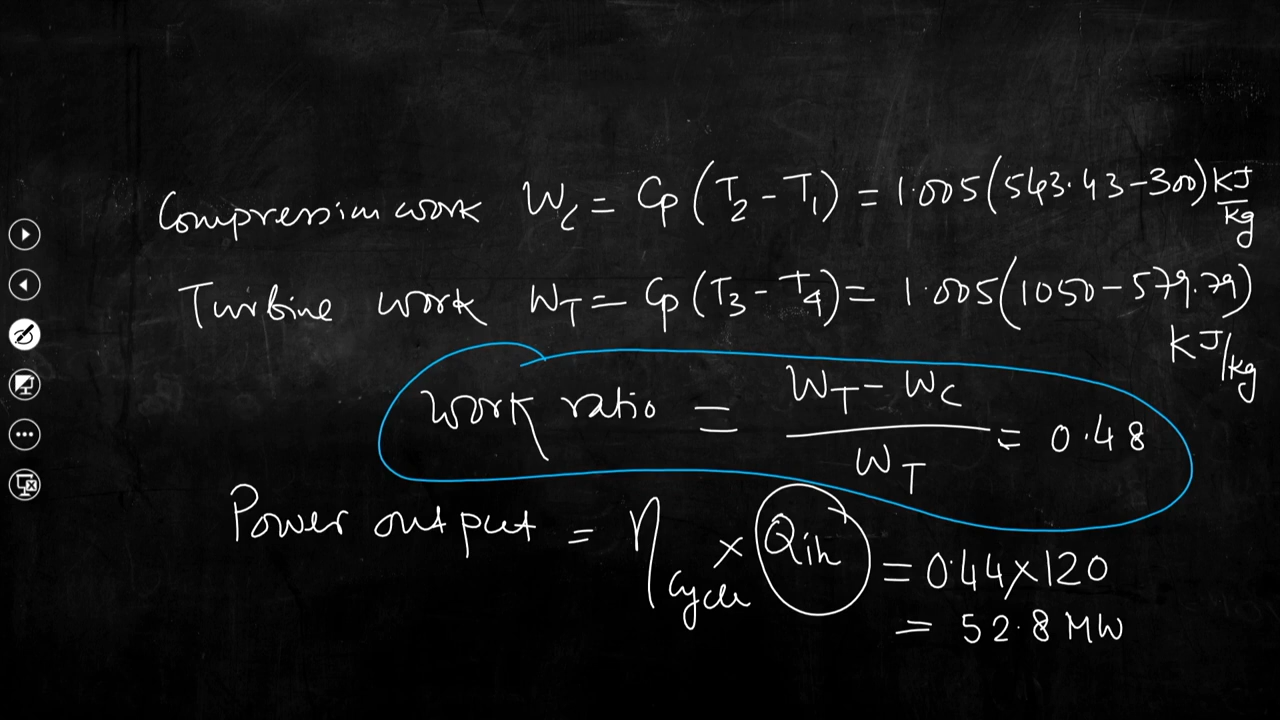 Compression work W_c = Cp (T_2 - T_1) = 1.005 (543.43 - 300) KJ/kg
Turbine work W_T = Cp (T_3 - T_4) = 1.005 (1050 - 579.79)
KJ/kg
Work ratio = (W_T - W_C) / W_T = 0.48
Power output = η_cycle × Q_in = 0.44 × 120
= 52.8 MW